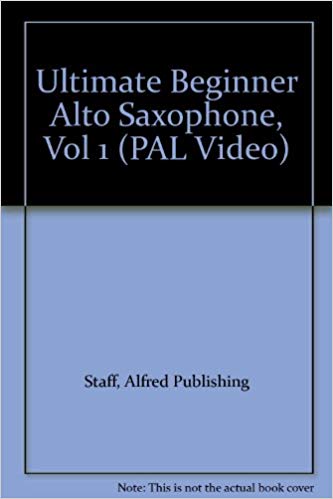 Ultimate Beginner
Alto Saxophone,
Vol 1 (PAL Video)
Staff, Alfred Publishing
Note: This is not the actual book cover